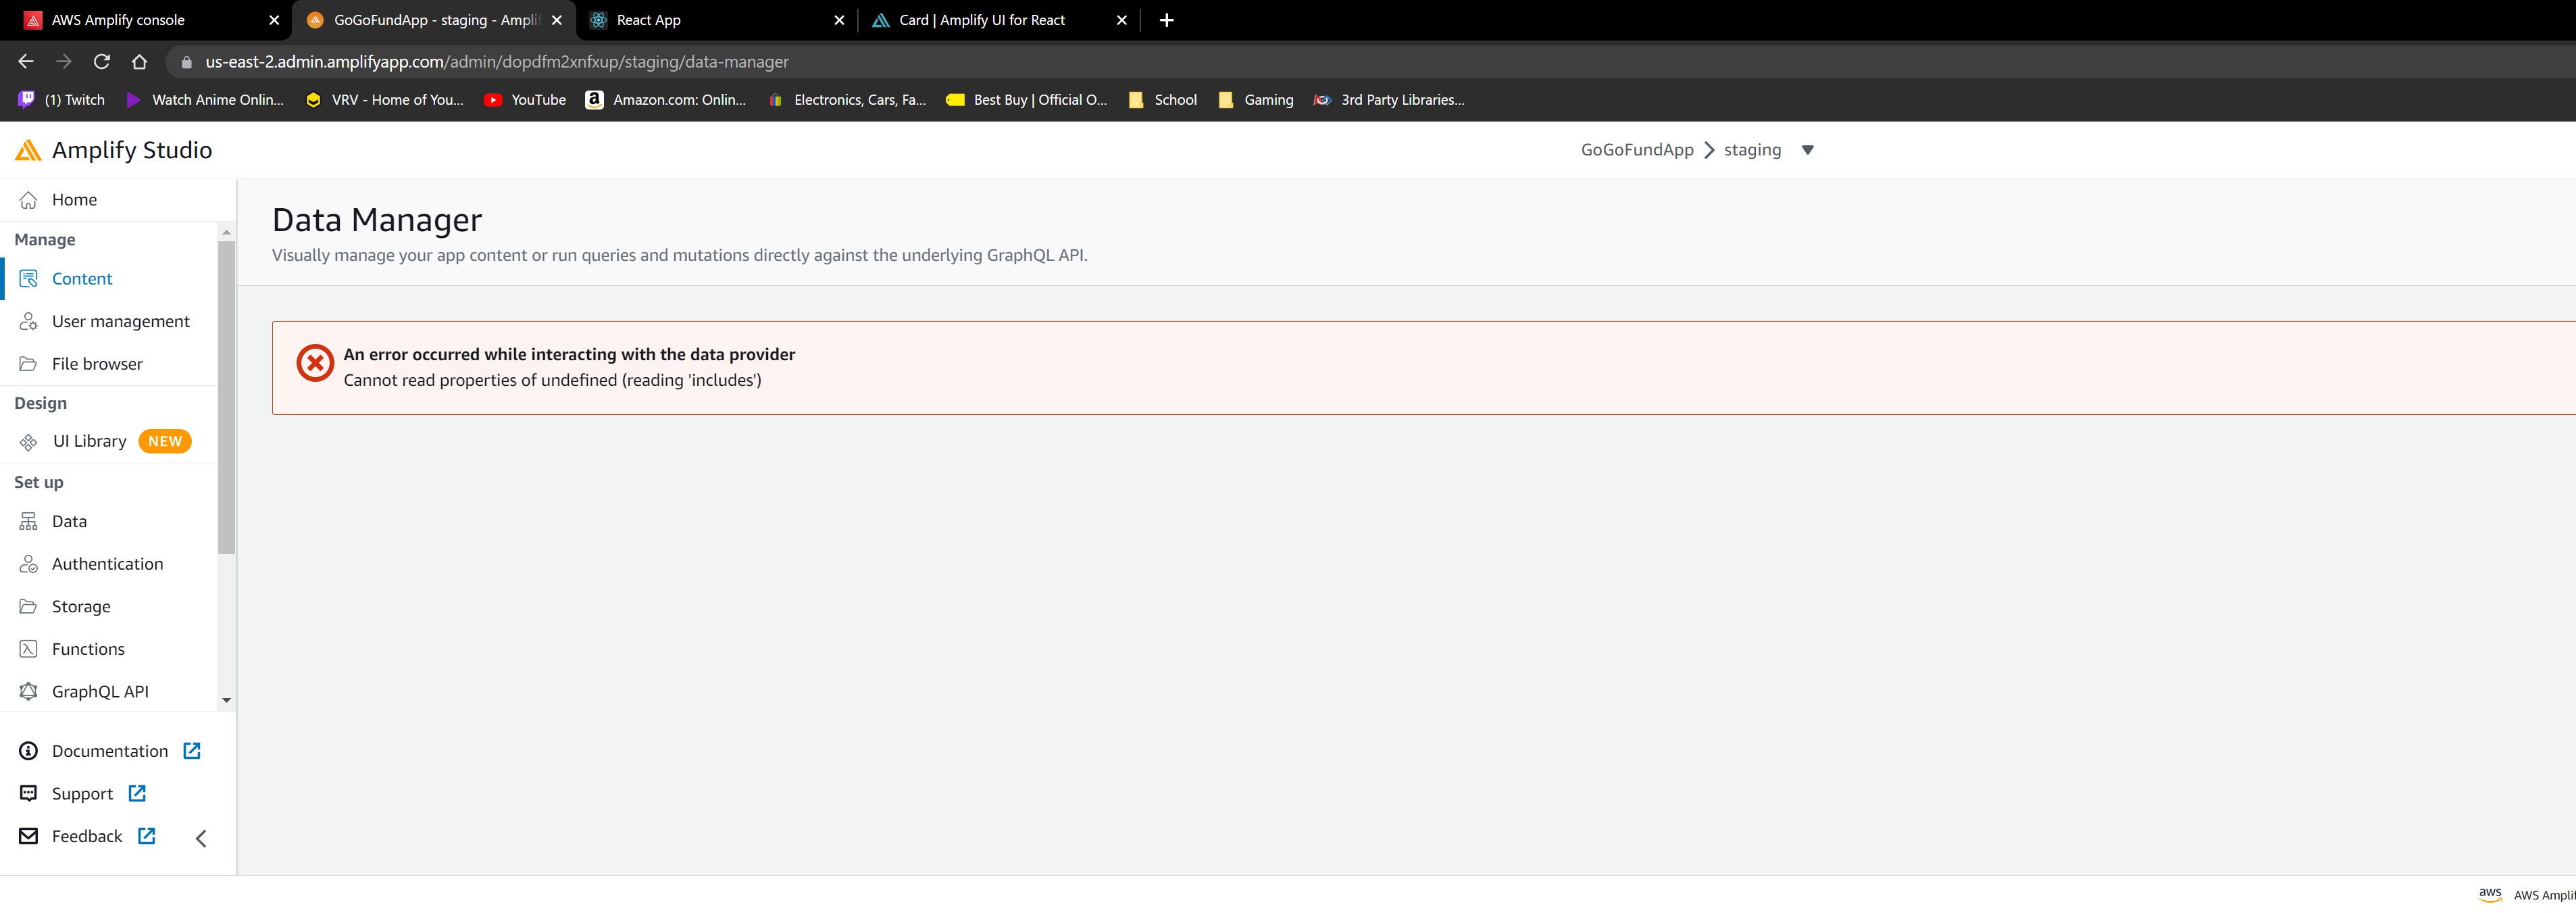 AWS Amplify console
GoGoFundApp - staging - Ampli
React App
Card | Amplify UI for React
us-east-2.admin.amplifyapp.com/admin/dopdfm2xnfxup/staging/data-manager
(1) Twitch
Watch Anime Onlin...
VRV - Home of You...
YouTube
Amazon.com: Onlin...
Electronics, Cars, Fa...
Best Buy | Official O...
School
Gaming
3rd Party Libraries...
Amplify Studio
GoGoFundApp
staging
Home
Manage
Content
User management
File browser
Design
UI Library NEW
Set up
Data
Authentication
Storage
Functions
GraphQL API
Documentation
Support
Feedback
Data Manager
Visually manage your app content or run queries and mutations directly against the underlying GraphQL API.
An error occurred while interacting with the data provider
Cannot read properties of undefined (reading 'includes')
aws AWS Amplif